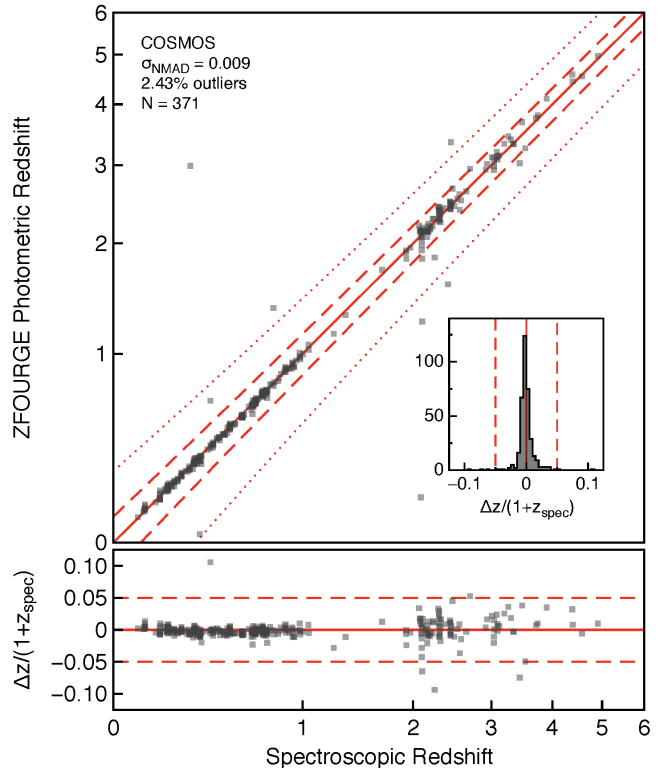 COSMOS
σNMAD = 0.009
2.43% outliers
N = 371
ZFOURGE Photometric Redshift
6
5
4
3
2
1
0
100
50
0
−0.1 0 0.1
Δz/(1+zspec)
Δz/(1+zspec)
0.10
0.05
0
−0.05
−0.10
0 1 2 3 4 5 6
Spectroscopic Redshift